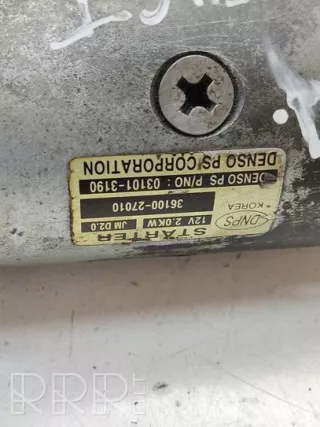 STARTER
DNPS
* KOREA
12V 2.0KW JM D2.0
36100-27010
DENSO PS P/NO : 03101-3190
DENSO PS CORPORATION
RRR